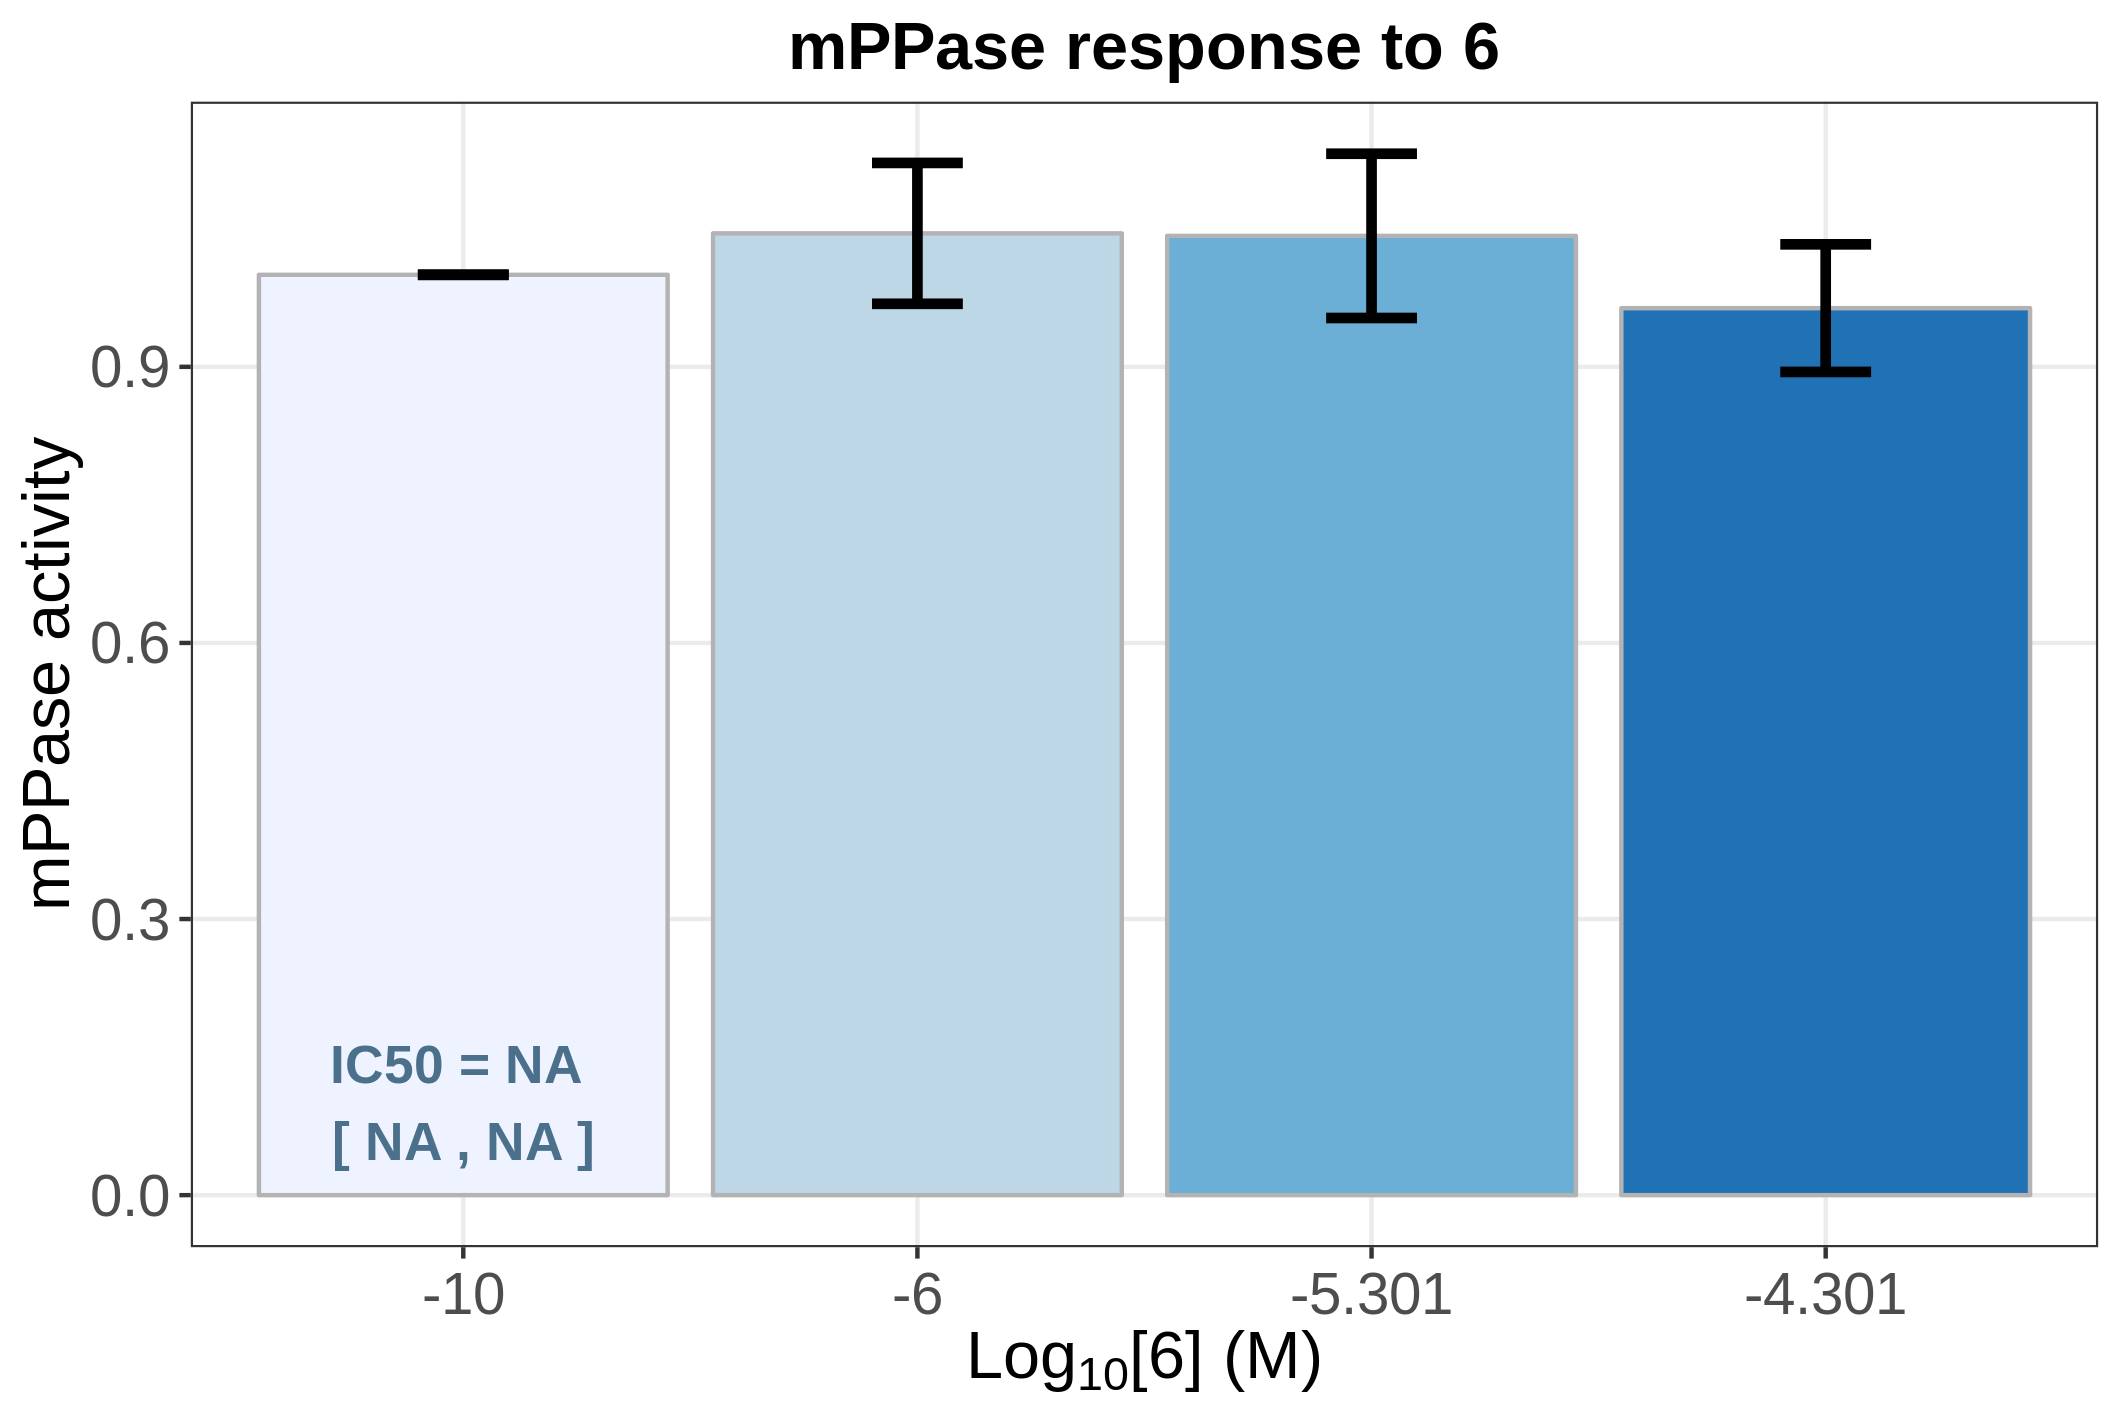 mPPase response to 6
mPPase activity
0.9
0.6
0.3
0.0
IC50 = NA
[ NA , NA ]
-10
-6
-5.301
-4.301
Log₁₀[6] (M)